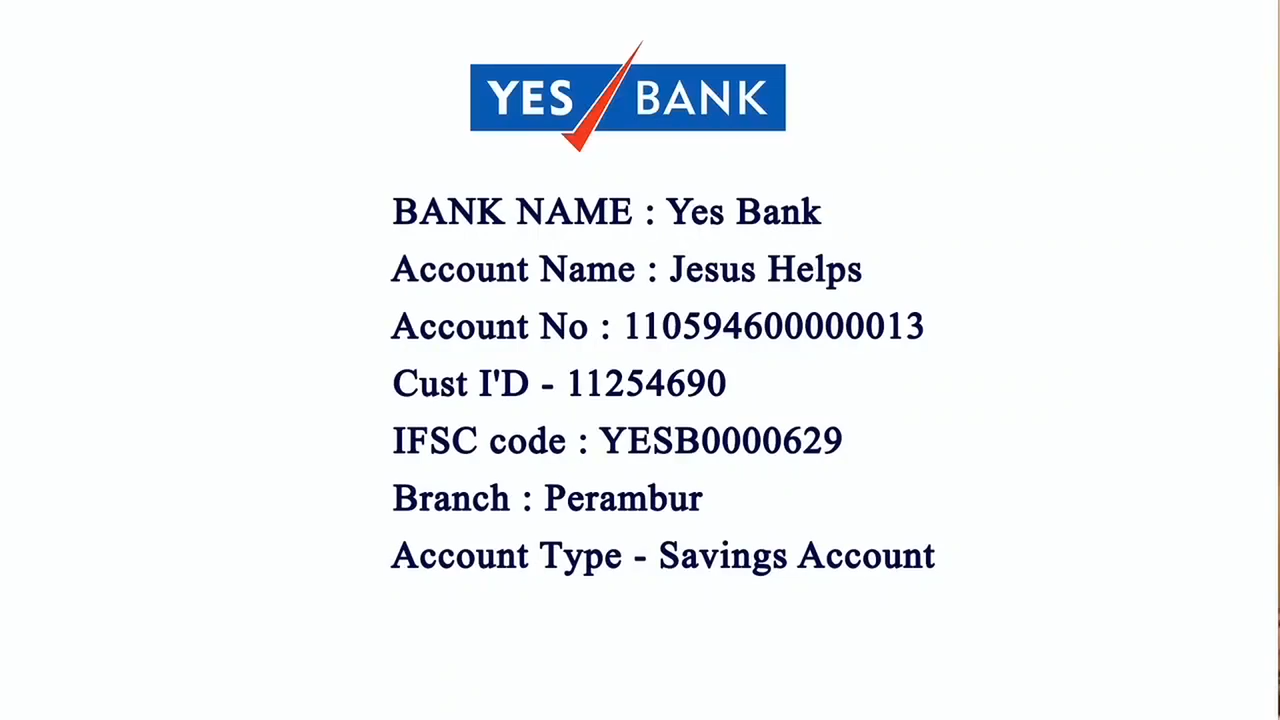 YES BANK
BANK NAME : Yes Bank
Account Name : Jesus Helps
Account No : 110594600000013
Cust I'D - 11254690
IFSC code : YESB0000629
Branch : Perambur
Account Type - Savings Account